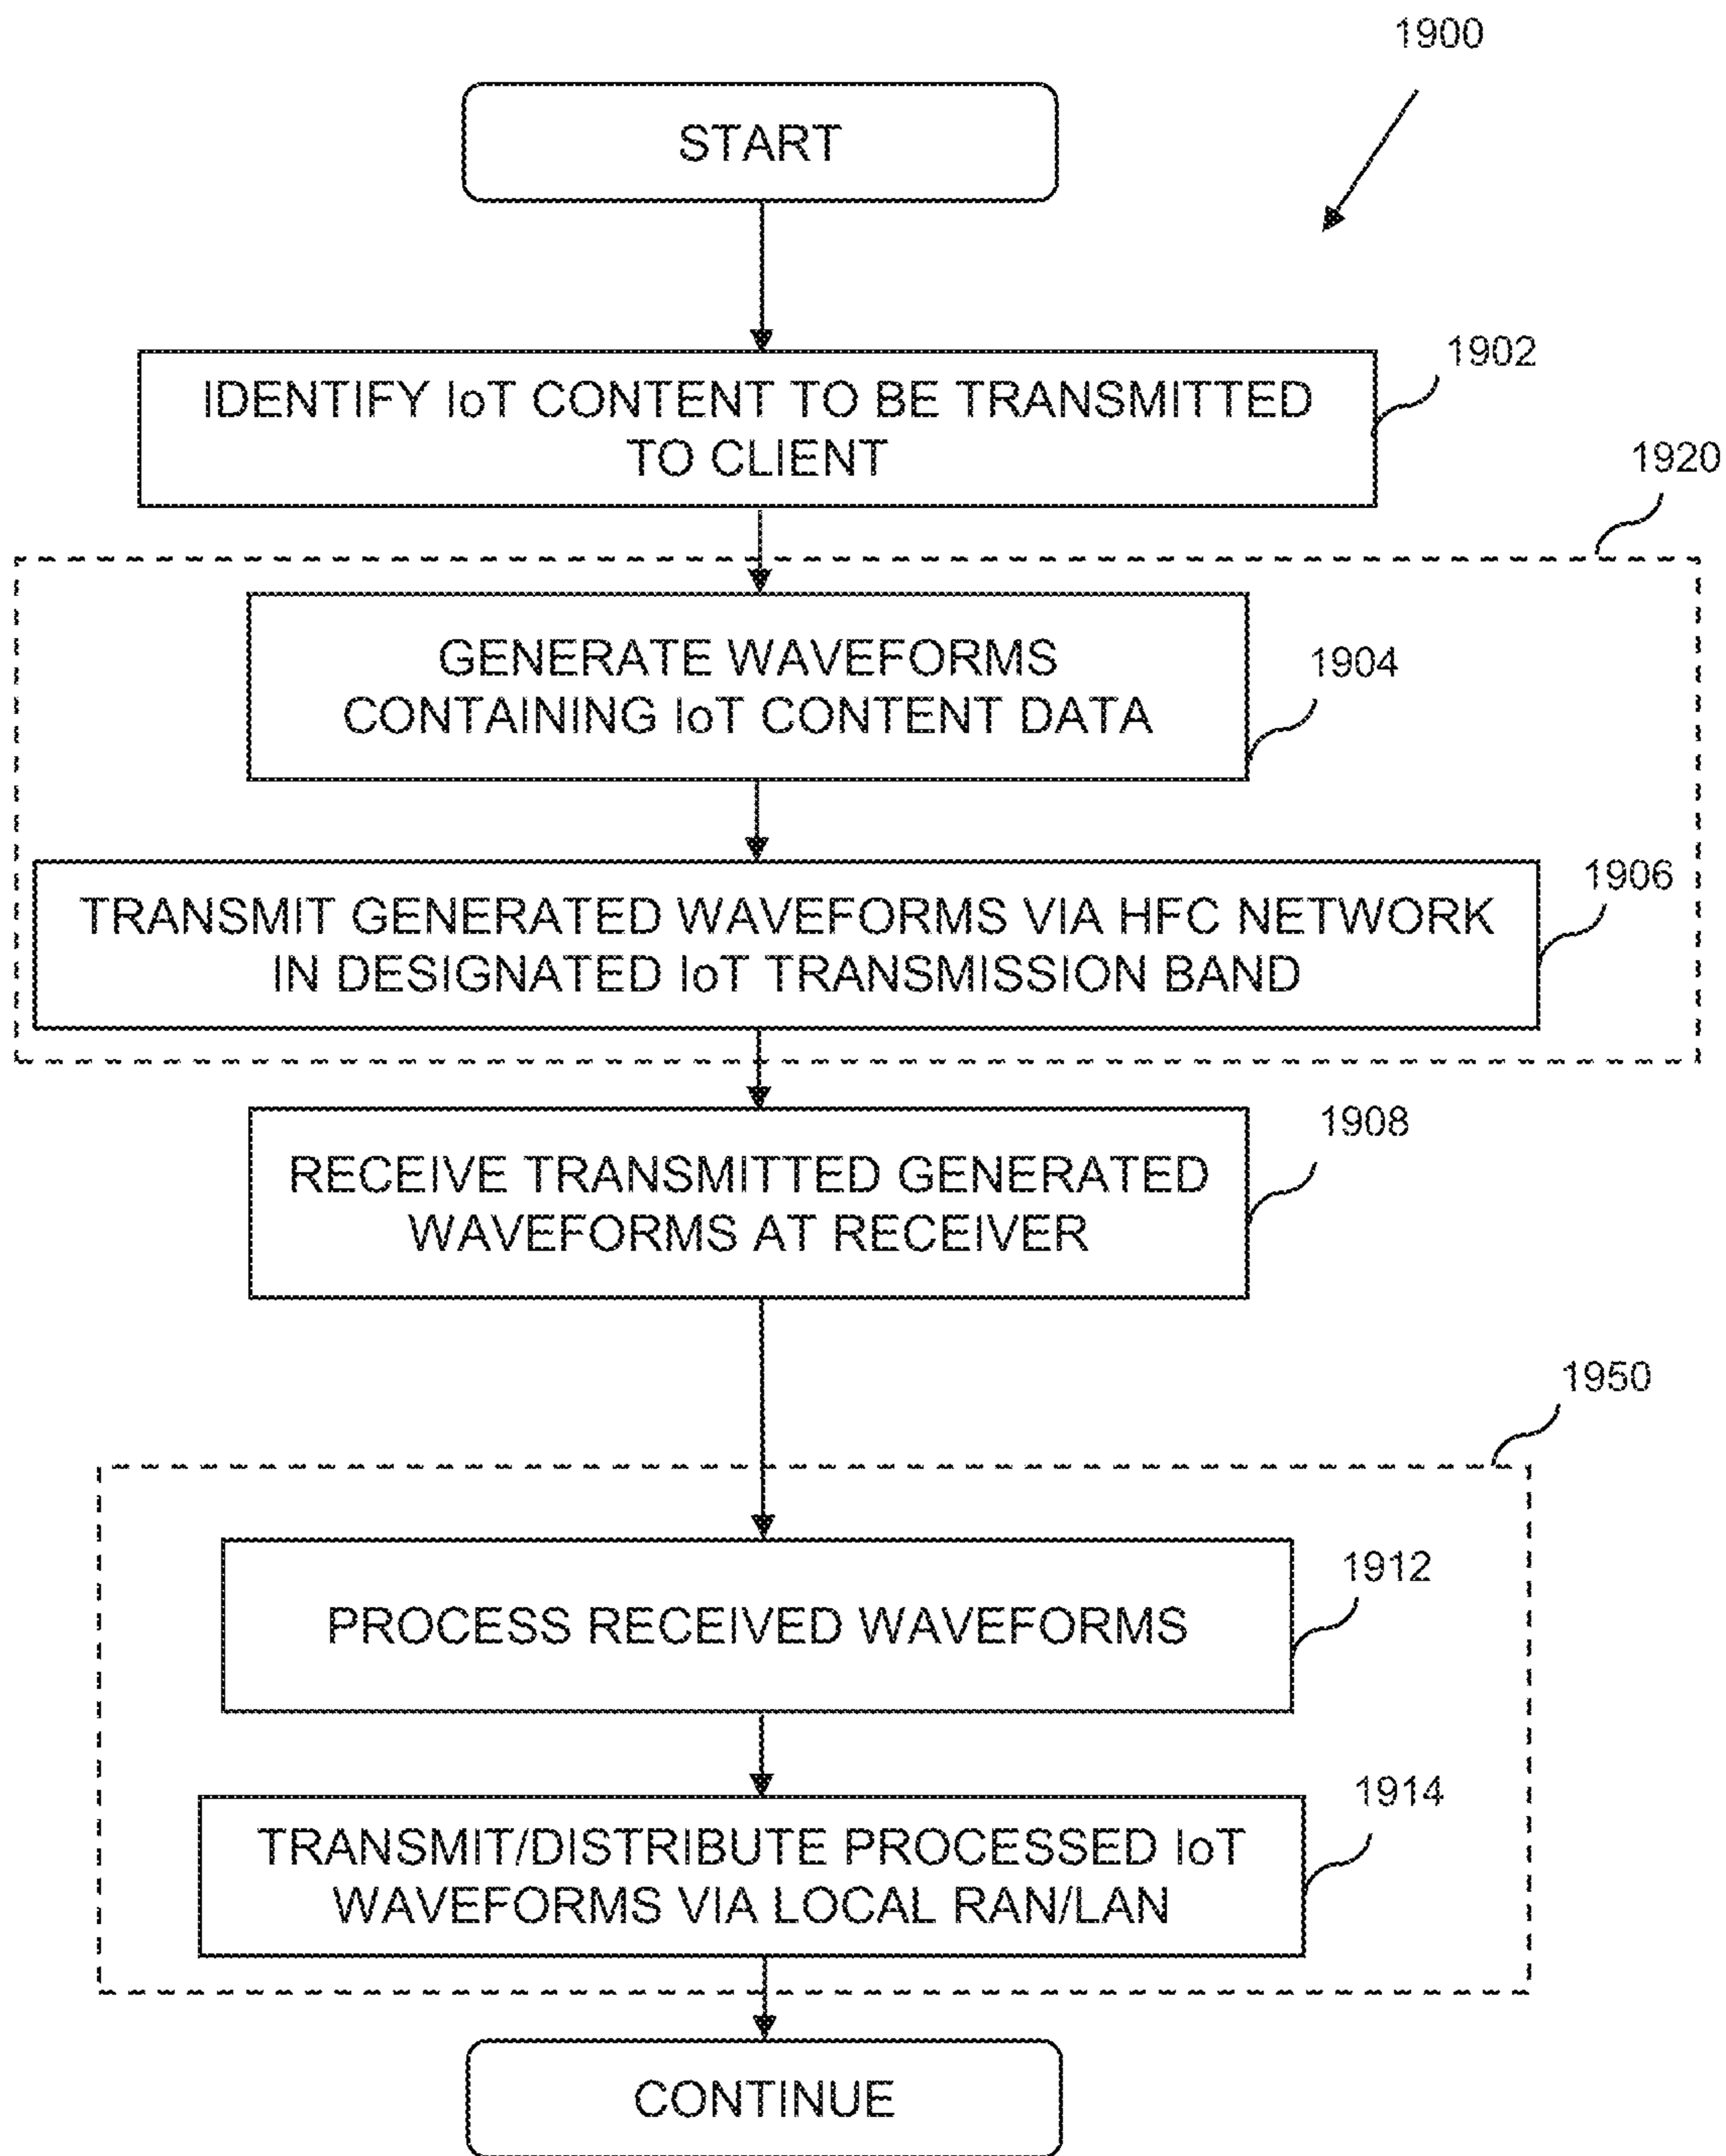 1900
START
1902
IDENTIFY IoT CONTENT TO BE TRANSMITTED
TO CLIENT
1920
GENERATE WAVEFORMS
CONTAINING IoT CONTENT DATA
1904
1906
TRANSMIT GENERATED WAVEFORMS VIA HFC NETWORK
IN DESIGNATED IoT TRANSMISSION BAND
1908
RECEIVE TRANSMITTED GENERATED
WAVEFORMS AT RECEIVER
1950
1912
PROCESS RECEIVED WAVEFORMS
1914
TRANSMIT/DISTRIBUTE PROCESSED IoT
WAVEFORMS VIA LOCAL RAN/LAN
CONTINUE